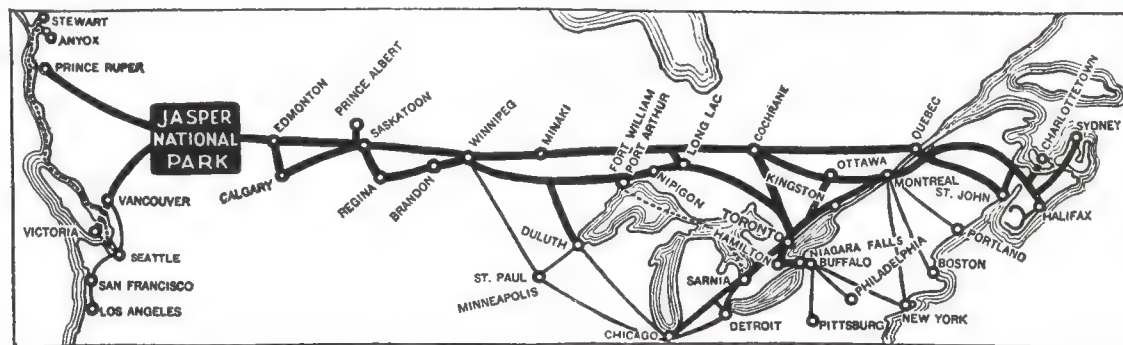 STEWART
ANYOX
PRINCE RUPER
JASPER
NATIONAL
PARK
VANCOUVER
VICTORIA
SEATTLE
SAN FRANCISCO
LOS ANGELES
EDMONTON
CALGARY
PRINCE ALBERT
SASKATOON
REGINA
BRANDON
WINNIPEG
MINAKI
FORT WILLIAM
PORT ARTHUR
NIPIGON
LONG LAC
DULUTH
ST. PAUL
MINNEAPOLIS
CHICAGO
COCHRANE
OTTAWA
KINGSTON
TORONTO
HAMILTON
SARNIA
DETROIT
NIAGARA FALLS
BUFFALO
PITTSBURG
PHILADELPHIA
NEW YORK
BOSTON
PORTLAND
QUEBEC
MONTREAL
ST. JOHN
HALIFAX
CHARLOTTETOWN
SYDNEY